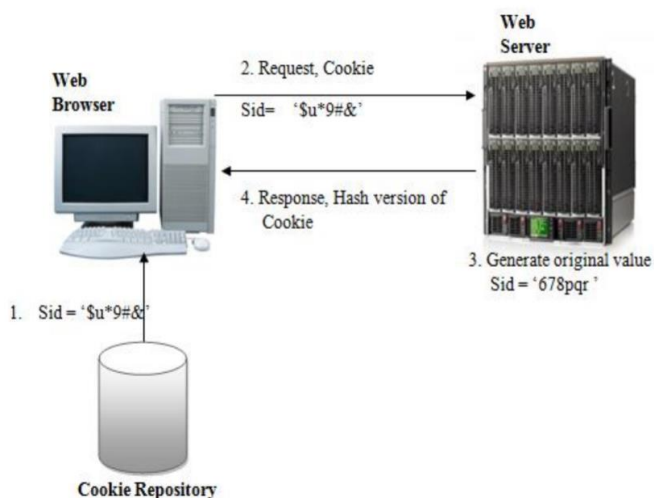 Web
Server
2. Request, Cookie
Web
Browser
Sid= ‘$u*9#&’
4. Response, Hash version of
Cookie
3. Generate original value
Sid = ‘678pqr ’
1. Sid = ‘$u*9#&’
Cookie Repository